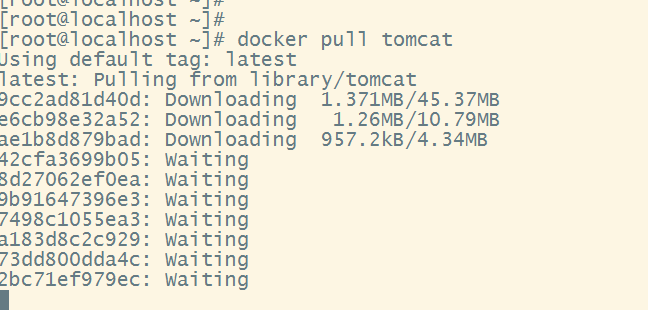 [root@localhost ~]#
[root@localhost ~]#
[root@localhost ~]# docker pull tomcat
Using default tag: latest
latest: Pulling from library/tomcat
9cc2ad81d40d: Downloading  1.371MB/45.37MB
e6cb98e32a52: Downloading   1.26MB/10.79MB
ae1b8d879bad: Downloading  957.2kB/4.34MB
42cfa3699b05: Waiting
8d27062ef0ea: Waiting
9b91647396e3: Waiting
7498c1055ea3: Waiting
a183d8c2c929: Waiting
73dd800dda4c: Waiting
2bc71ef979ec: Waiting